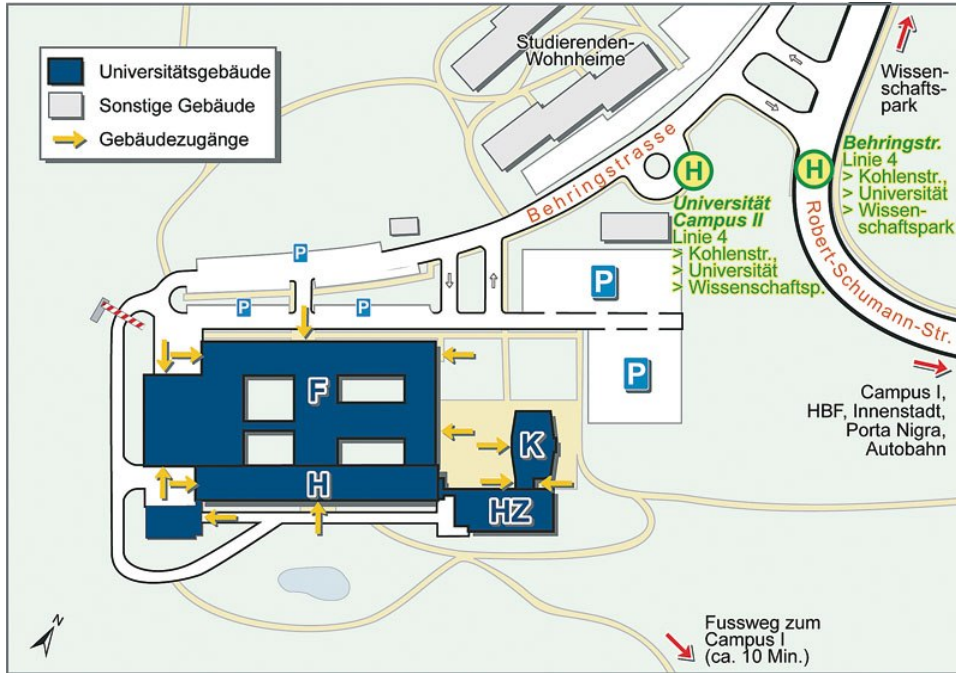 Universitätsgebäude
Sonstige Gebäude
Gebäudezugänge
Studierenden-
Wohnheime
Wissen-
schafts-
park
Behringstrasse
H
Universität
Campus II
Linie 4
> Kohlenstr.,
> Universität
> Wissenschaftsp.
H
Behringstr.
Linie 4
> Kohlenstr.,
> Universität
> Wissen-
schaftspark
Robert-Schumann-Str.
P
P
P
P
P
Campus I,
HBF, Innenstadt,
Porta Nigra,
Autobahn
F
K
H
HZ
N
Fussweg zum
Campus I
(ca. 10 Min.)